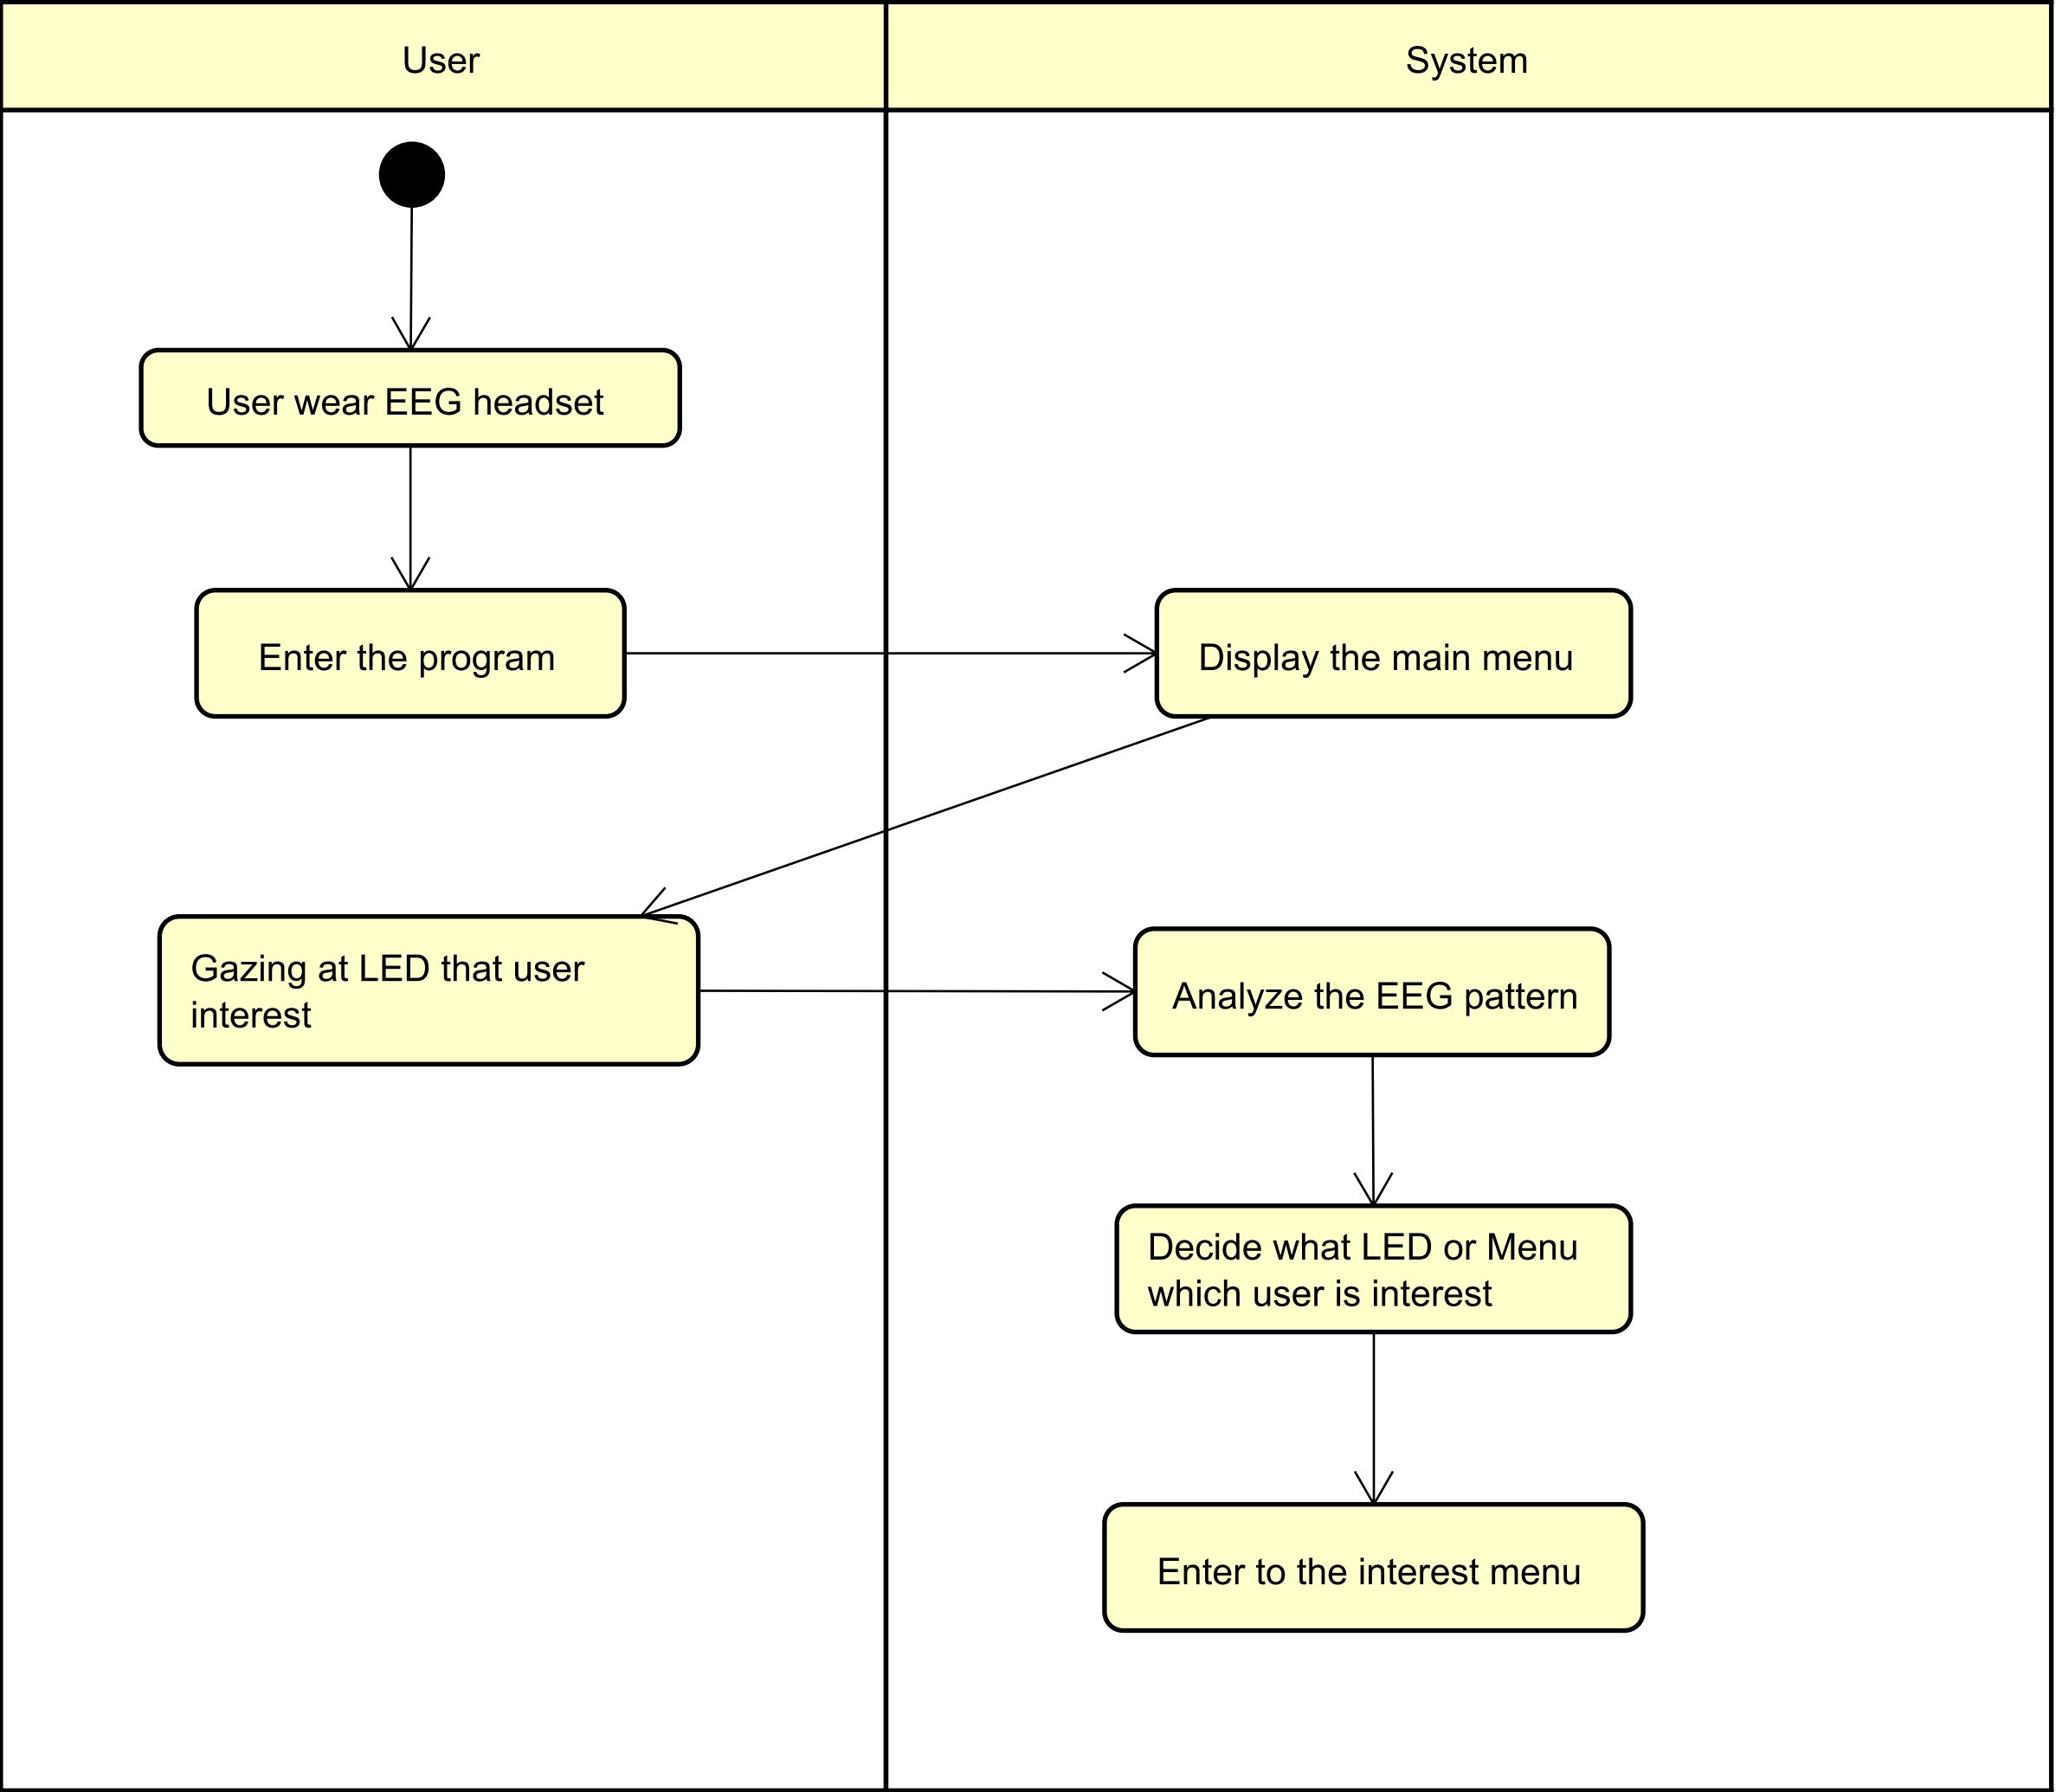 User
System
User wear EEG headset
Enter the program
Display the main menu
Gazing at LED that user
interest
Analyze the EEG pattern
Decide what LED or Menu
which user is interest
Enter to the interest menu